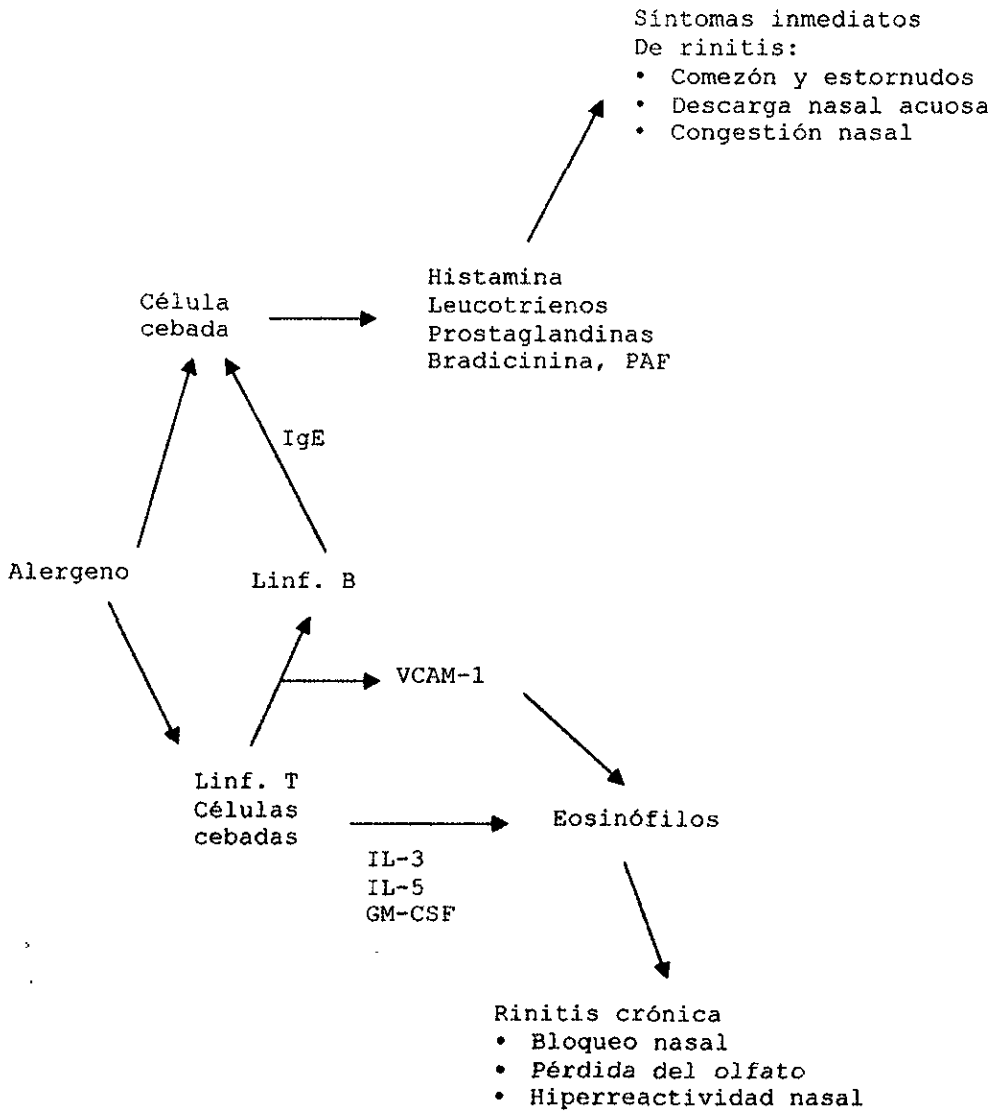 Síntomas inmediatos
De rinitis:
• Comezón y estornudos
• Descarga nasal acuosa
• Congestión nasal
Célula
cebada
Histamina
Leucotrienos
Prostaglandinas
Bradicinina, PAF
IgE
Alergeno
Linf. B
VCAM-1
Linf. T
Células
cebadas
Eosinófilos
IL-3
IL-5
GM-CSF
Rinitis crónica
• Bloqueo nasal
• Pérdida del olfato
• Hiperreactividad nasal